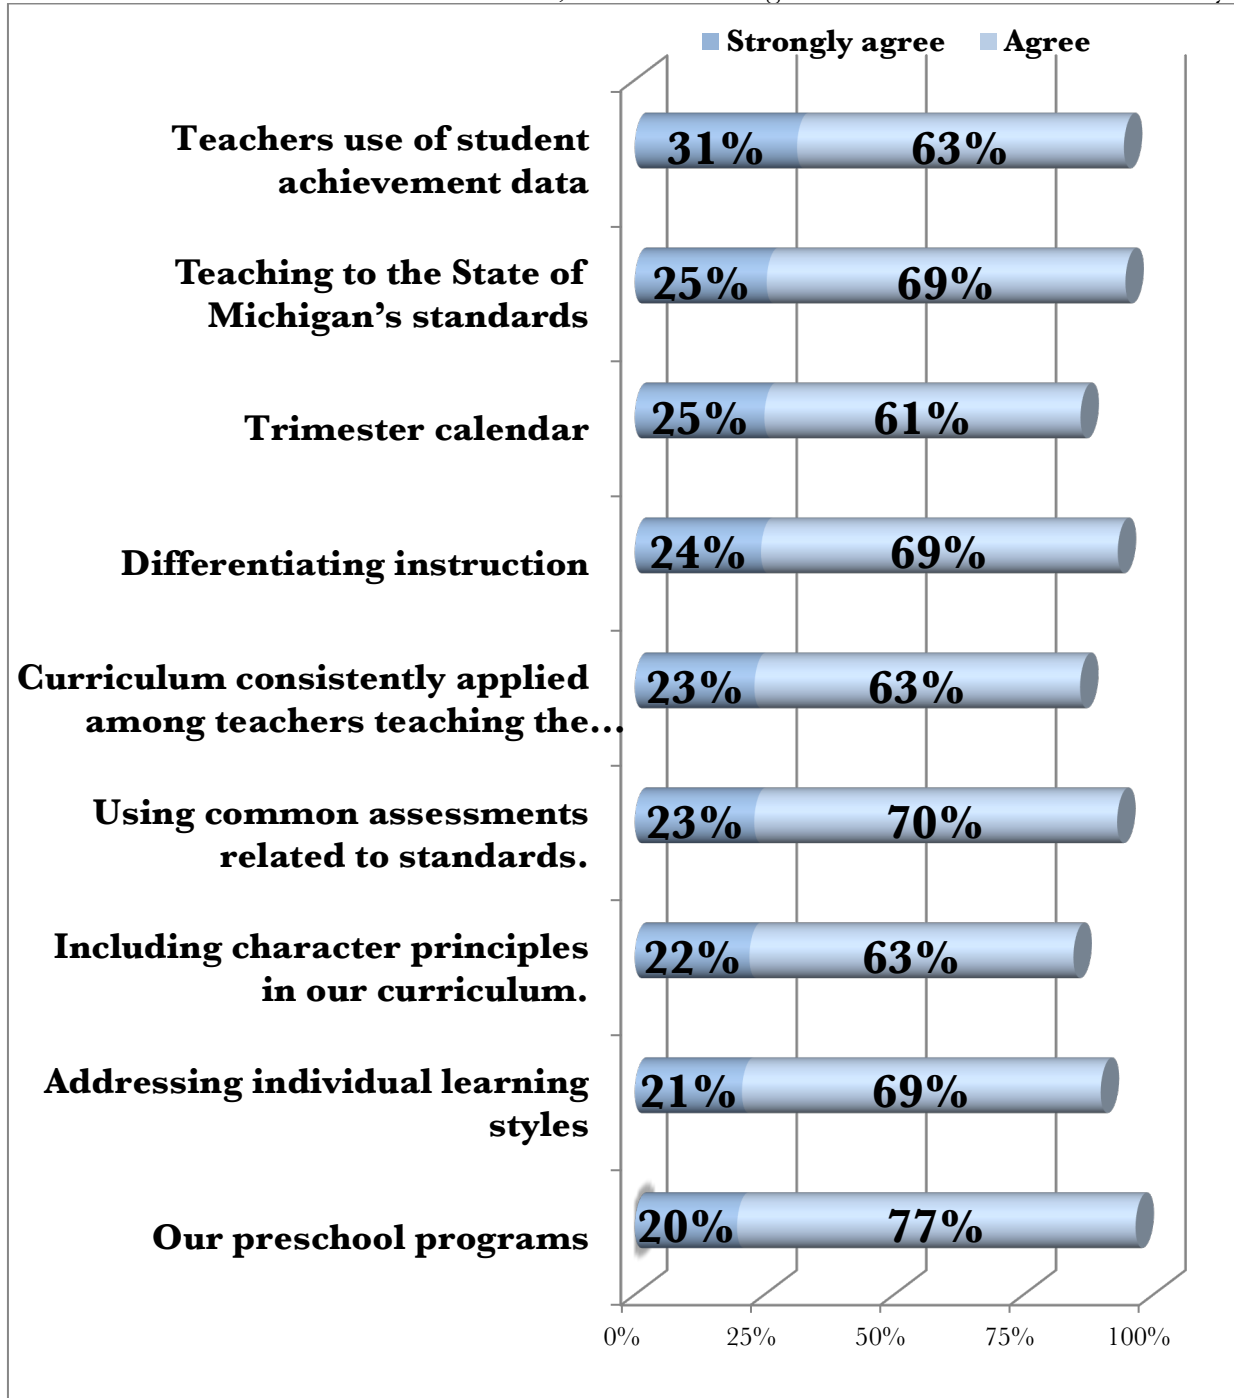 Strongly agree Agree
Teachers use of student
achievement data
31% 63%
Teaching to the State of
Michigan’s standards
25% 69%
Trimester calendar
25% 61%
Differentiating instruction
24% 69%
Curriculum consistently applied
among teachers teaching the...
23% 63%
Using common assessments
related to standards.
23% 70%
Including character principles
in our curriculum.
22% 63%
Addressing individual learning
styles
21% 69%
Our preschool programs
20% 77%
0% 25% 50% 75% 100%